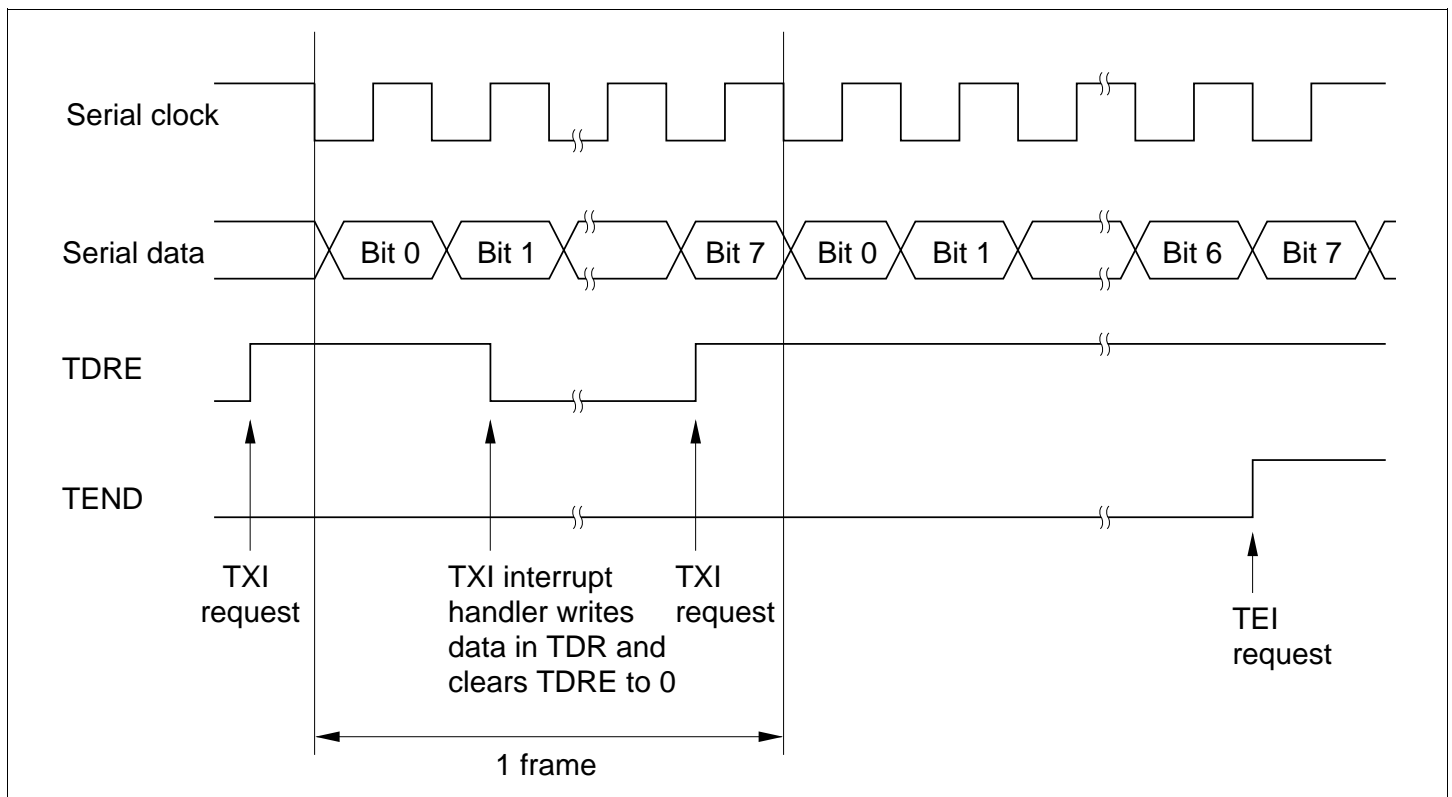 Serial clock
Serial data
Bit 0
Bit 1
Bit 7
Bit 0
Bit 1
Bit 6
Bit 7
TDRE
TEND
TXI
request
TXI interrupt
handler writes
data in TDR and
clears TDRE to 0
TXI
request
TEI
request
1 frame